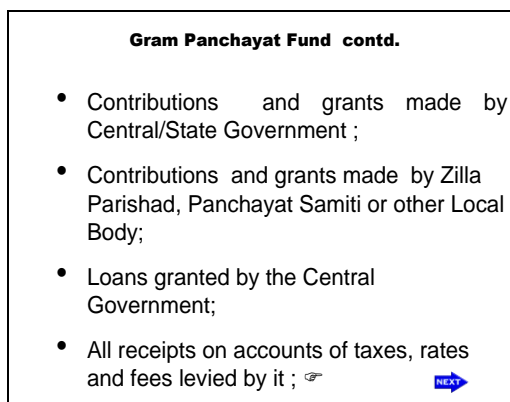 Gram Panchayat Fund contd.
• Contributions and grants made by
Central/State Government ;
• Contributions and grants made by Zilla
Parishad, Panchayat Samiti or other Local
Body;
• Loans granted by the Central
Government;
• All receipts on accounts of taxes, rates
and fees levied by it ; ☞
NEXT